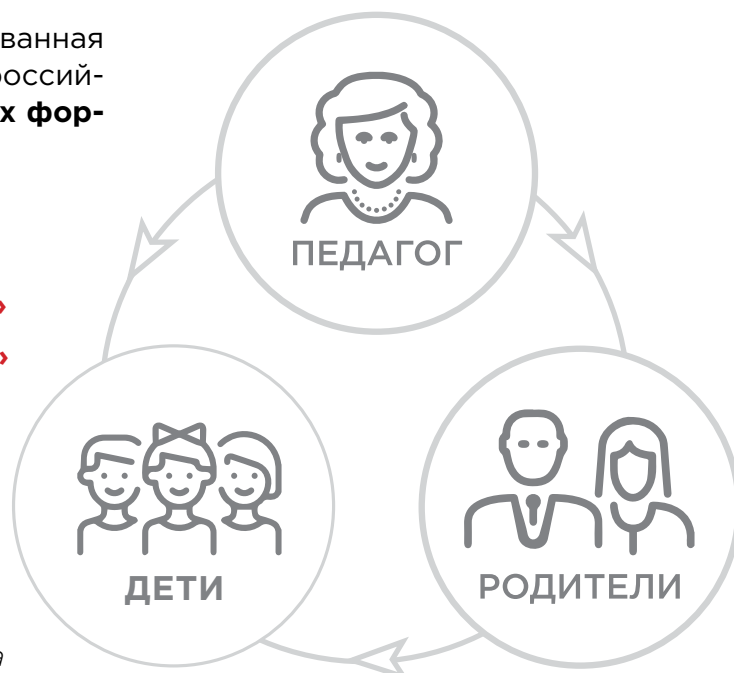 ванная
россий-
х фор-
ПЕДАГОГ
»
»
ДЕТИ
РОДИТЕЛИ